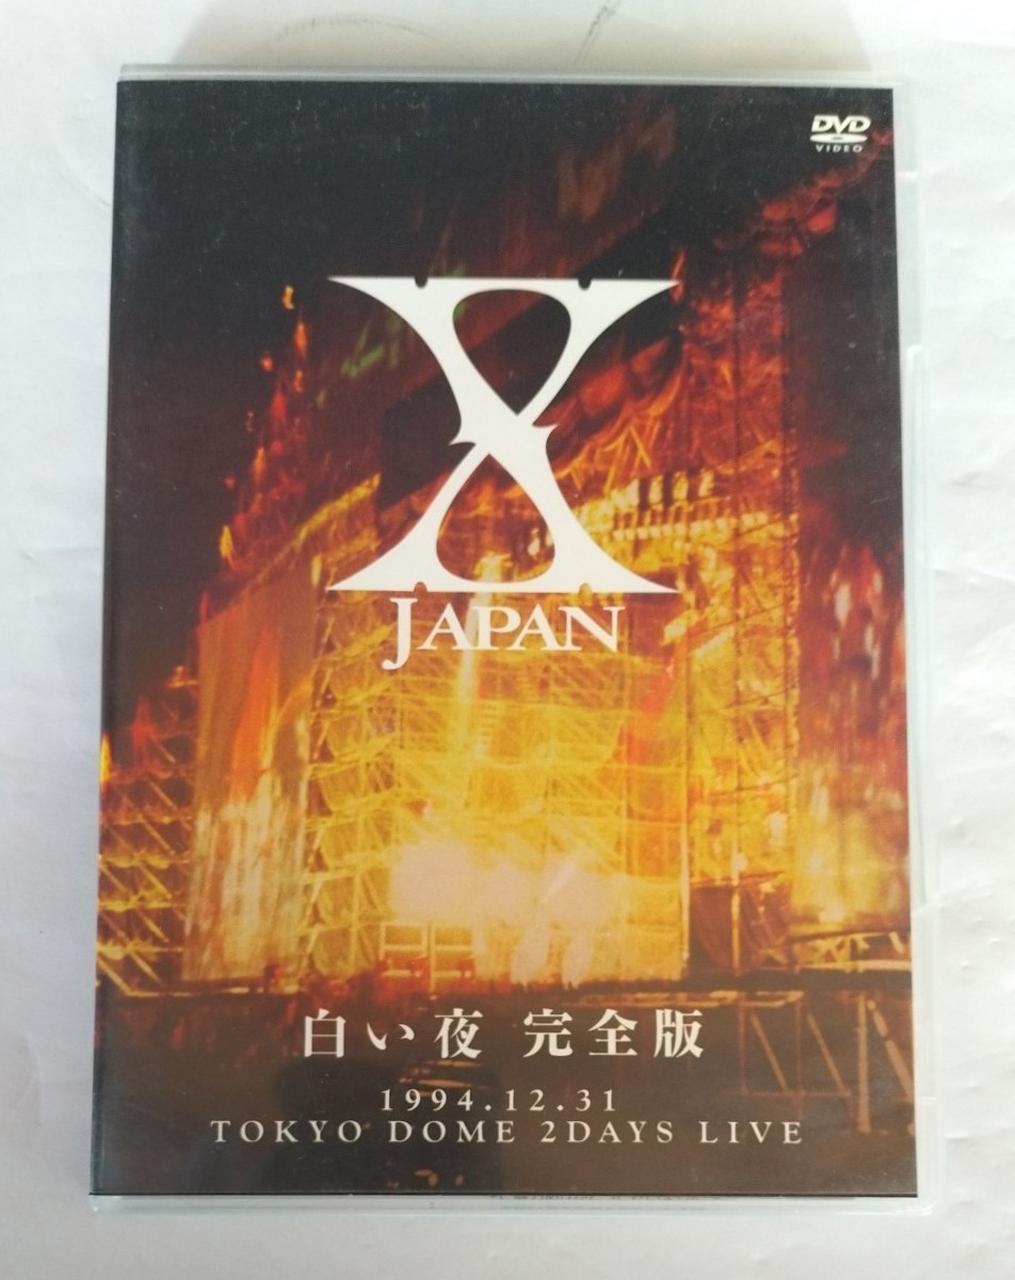 DVD
VIDEO
X
JAPAN
白い夜 完全版
1994.12.31
TOKYO DOME 2DAYS LIVE